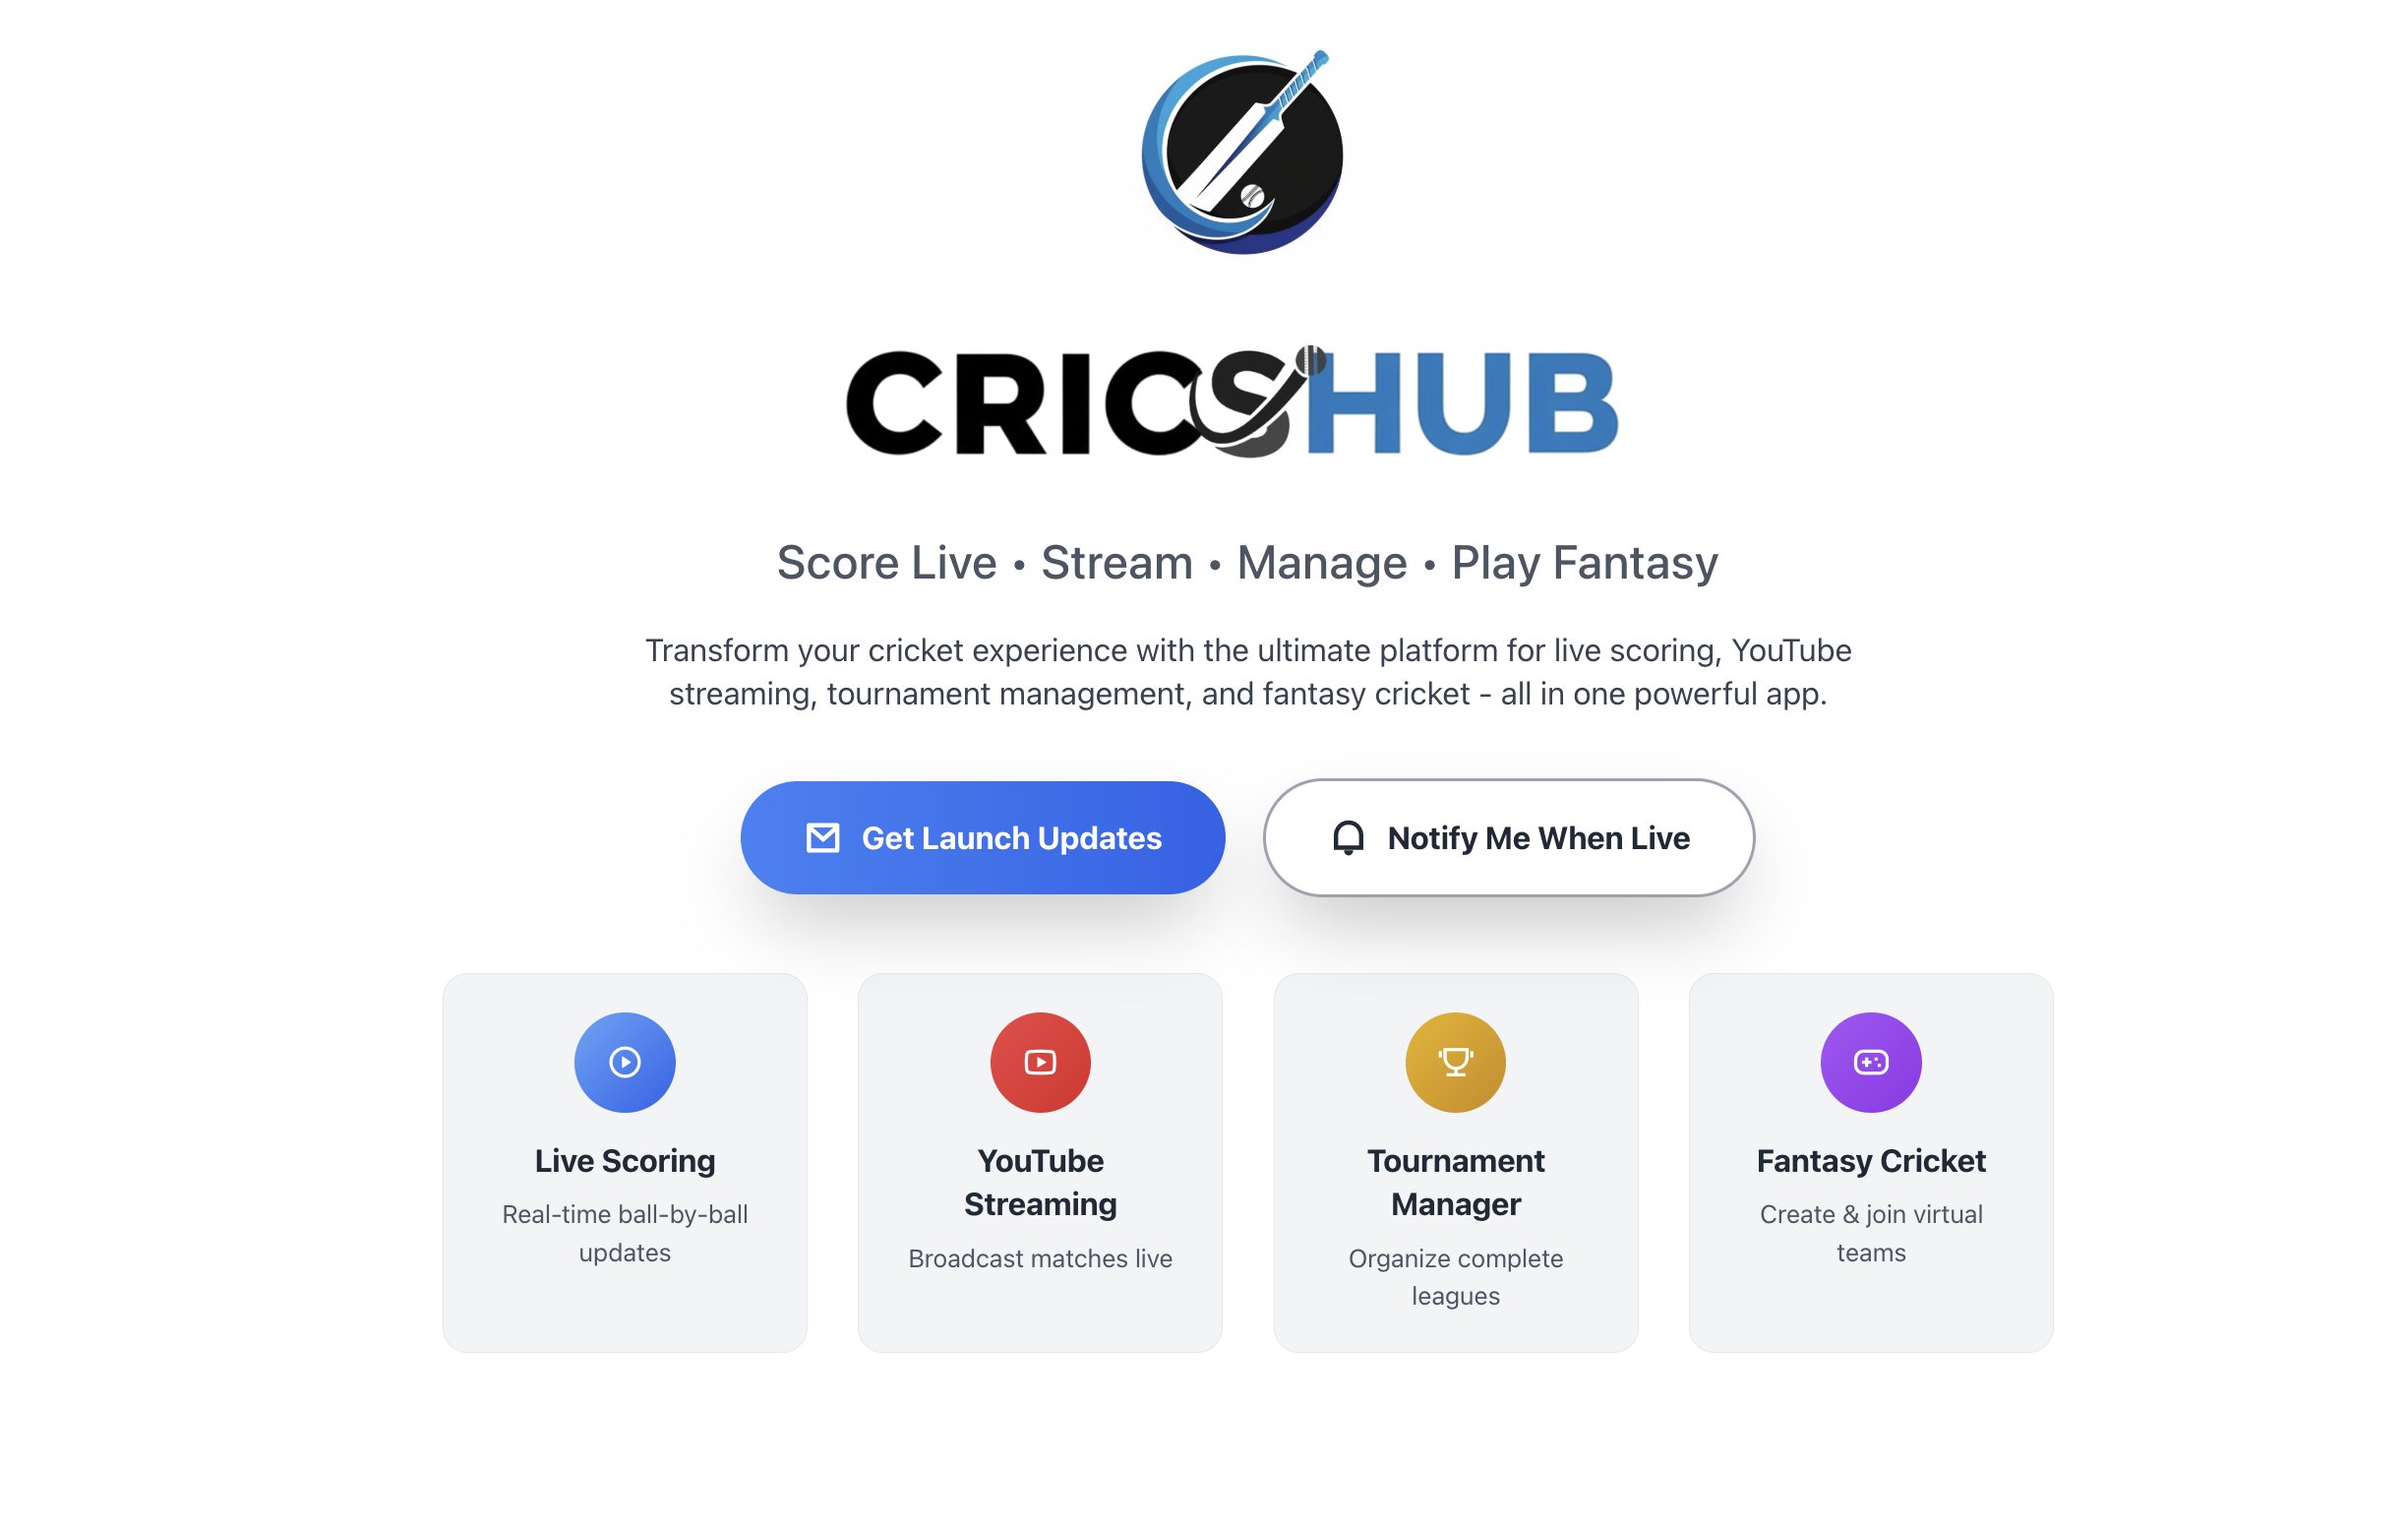 CRICSHUB
Score Live • Stream • Manage • Play Fantasy
Transform your cricket experience with the ultimate platform for live scoring, YouTube
streaming, tournament management, and fantasy cricket - all in one powerful app.
Get Launch Updates
Notify Me When Live
Live Scoring
Real-time ball-by-ball
updates
YouTube
Streaming
Broadcast matches live
Tournament
Manager
Organize complete
leagues
Fantasy Cricket
Create & join virtual
teams